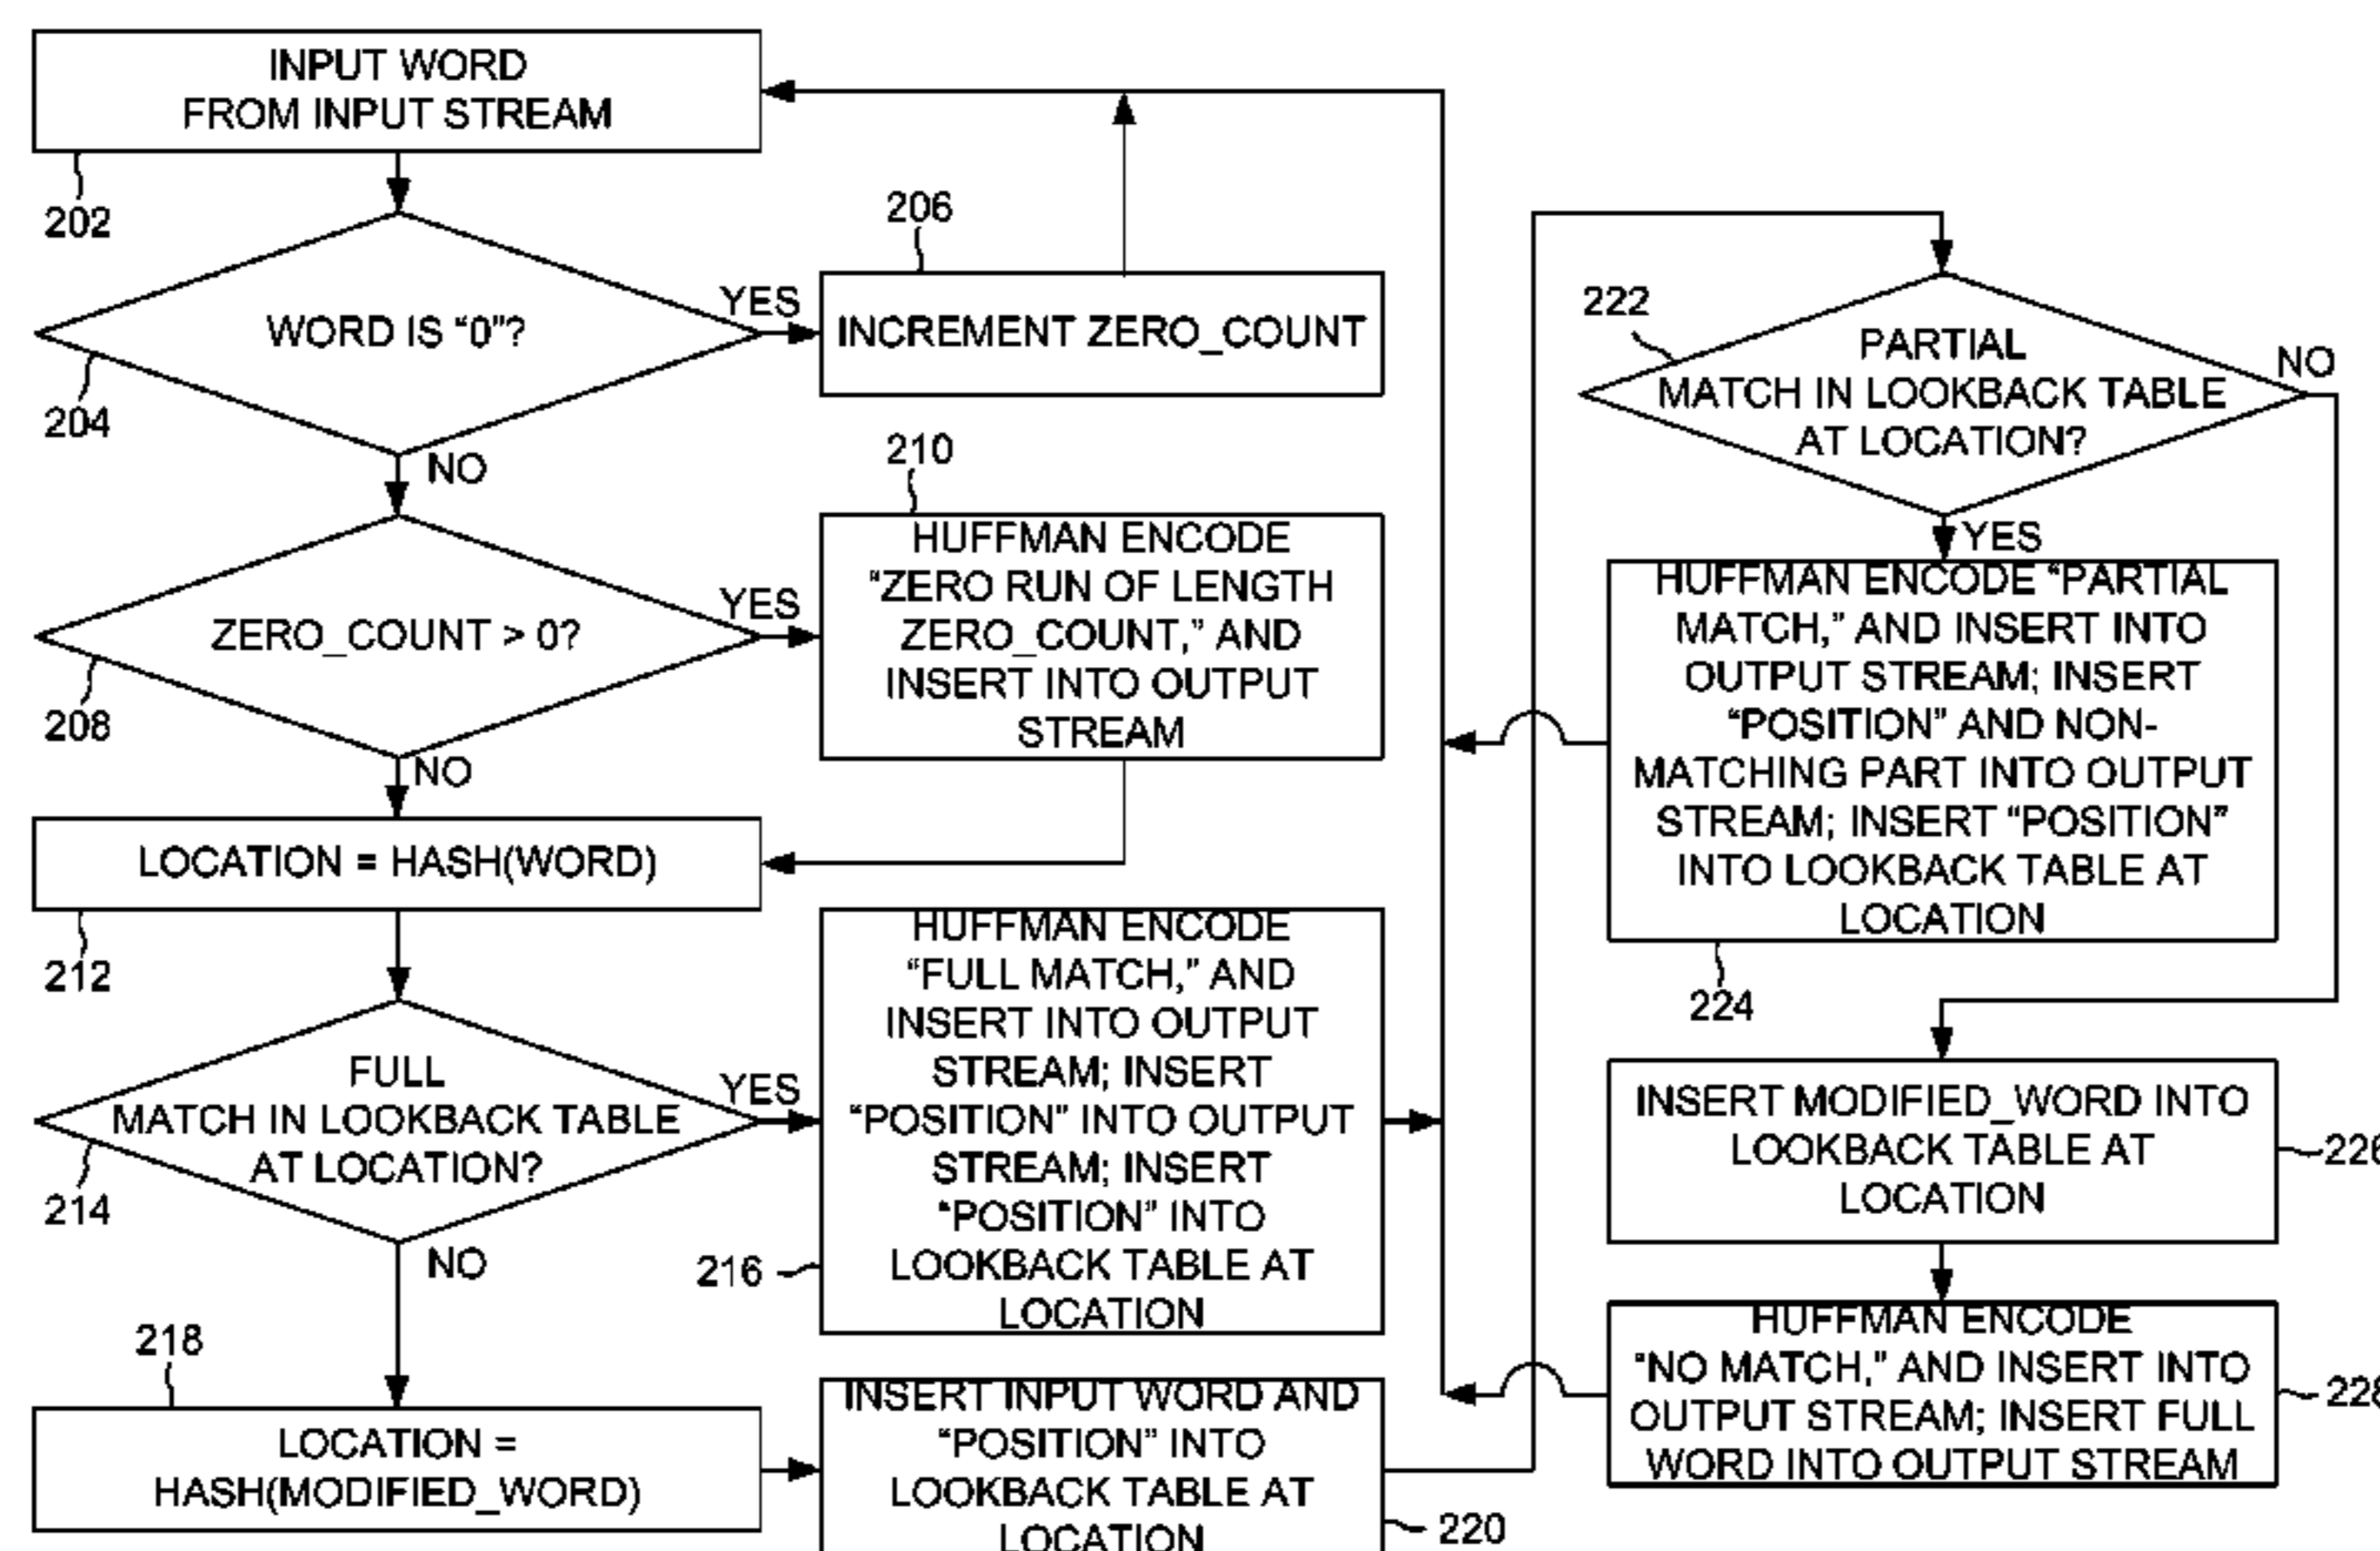 INPUT WORD
FROM INPUT STREAM
202
WORD IS “0”?
YES
204
NO
206
INCREMENT ZERO_COUNT
ZERO_COUNT > 0?
YES
208
NO
210
HUFFMAN ENCODE
“ZERO RUN OF LENGTH
ZERO_COUNT,” AND
INSERT INTO OUTPUT
STREAM
LOCATION = HASH(WORD)
212
FULL
MATCH IN LOOKBACK TABLE
AT LOCATION?
YES
214
NO
HUFFMAN ENCODE
“FULL MATCH,” AND
INSERT INTO OUTPUT
STREAM; INSERT
“POSITION” INTO OUTPUT
STREAM; INSERT
“POSITION” INTO
LOOKBACK TABLE AT
LOCATION
216
218
LOCATION =
HASH(MODIFIED_WORD)
INSERT INPUT WORD AND
“POSITION” INTO
LOOKBACK TABLE AT
LOCATION
220
222
PARTIAL
MATCH IN LOOKBACK TABLE
AT LOCATION?
NO
YES
HUFFMAN ENCODE “PARTIAL
MATCH,” AND INSERT INTO
OUTPUT STREAM; INSERT
“POSITION” AND NON-
MATCHING PART INTO OUTPUT
STREAM; INSERT “POSITION”
INTO LOOKBACK TABLE AT
LOCATION
224
INSERT MODIFIED_WORD INTO
LOOKBACK TABLE AT
LOCATION
226
HUFFMAN ENCODE
“NO MATCH,” AND INSERT INTO
OUTPUT STREAM; INSERT FULL
WORD INTO OUTPUT STREAM
228